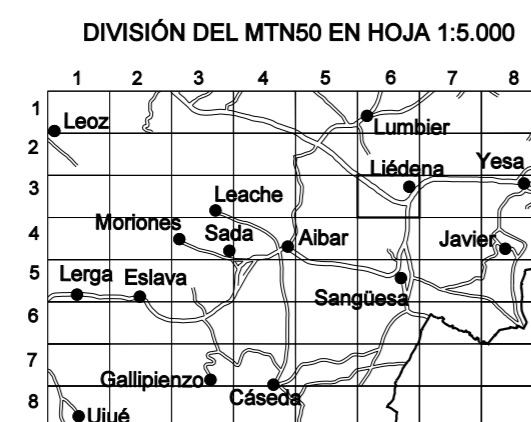 DIVISIÓN DEL MTN50 EN HOJA 1:5.000
1 2 3 4 5 6 7 8
1
Leoz
Lumbier
2
Liédena
Yesa
3
Leache
Moriones
Sada
4
Aibar
Javier
5
Lerga
Eslava
Sangüesa
6
7
Gallipienzo
Cáseda
8
Ujué